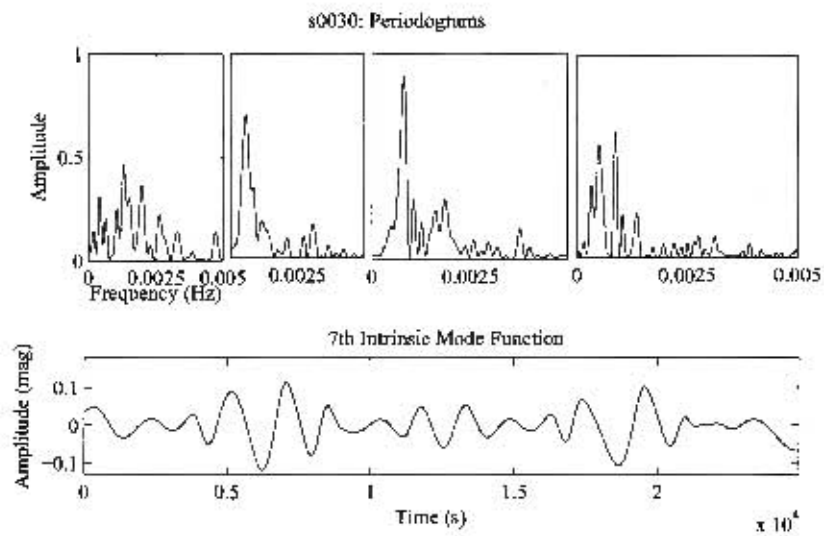 s0030: Periodograms
Amplitude
1
0.5
0
0 0.0025 0.005 0.0025 0 0.0025 0 0.0025 0.005
Frequency (Hz)
7th Intrinsic Mode Function
Amplitude (mag)
0.1
0
−0.1
0 0.5 1 1.5 2
Time (s)
x 10⁴